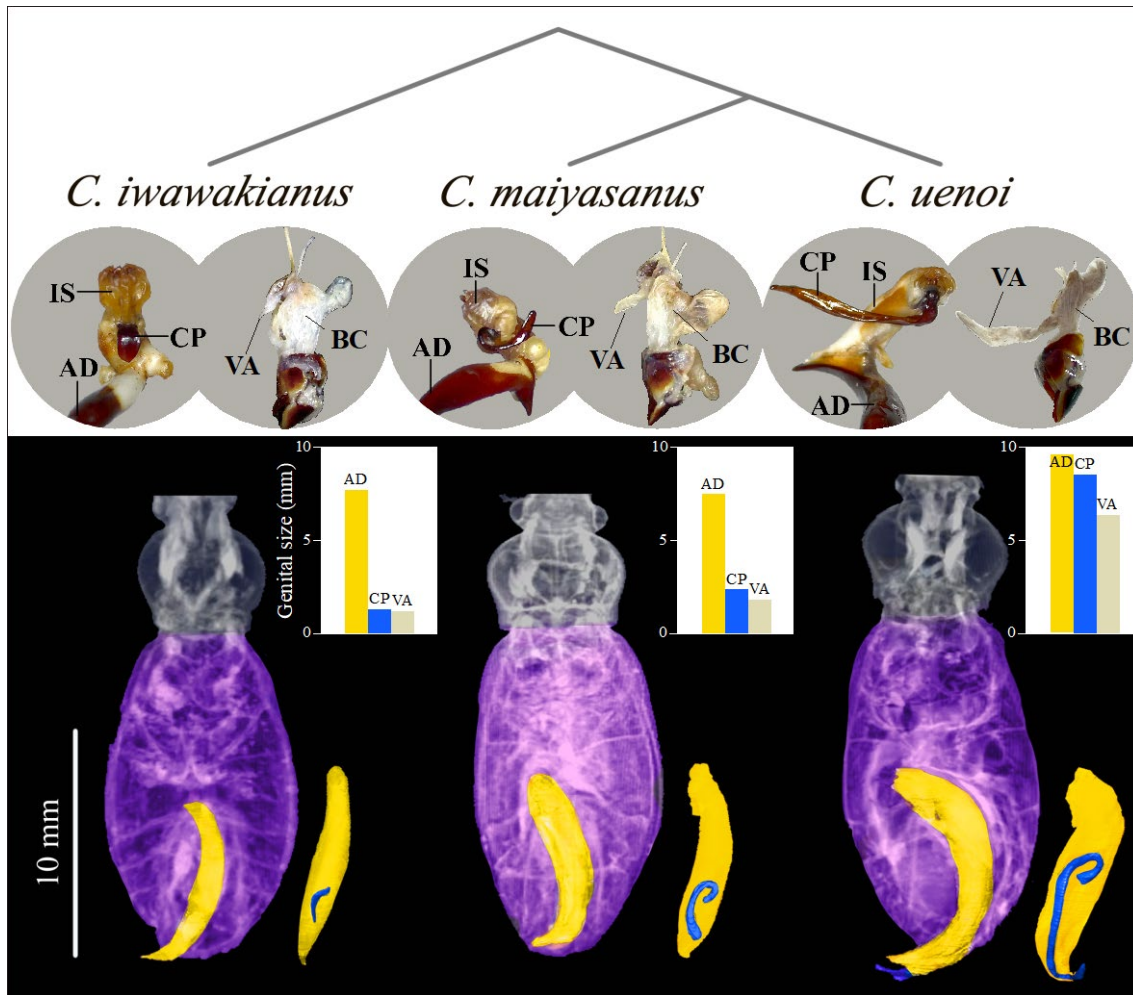 C. iwawakianus C. maiyasanus C. uenoi
IS CP AD VA BC
IS CP AD VA BC
CP IS AD VA BC
Genital size (mm)
10
5
0
AD CP VA
10
5
0
AD CP VA
10
5
0
AD CP VA
10 mm